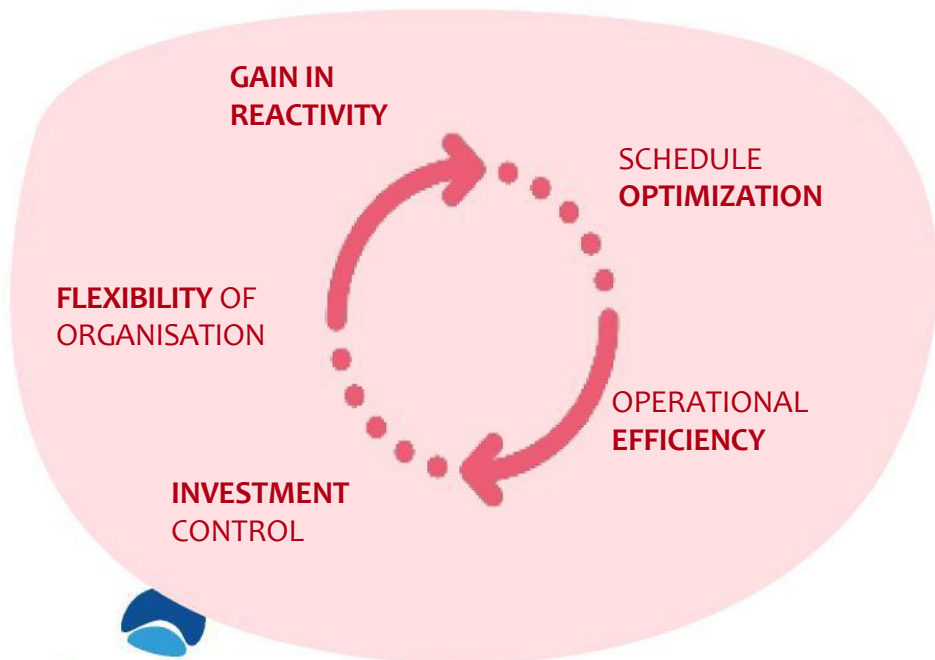 GAIN IN
REACTIVITY
SCHEDULE
OPTIMIZATION
FLEXIBILITY OF
ORGANISATION
OPERATIONAL
EFFICIENCY
INVESTMENT
CONTROL